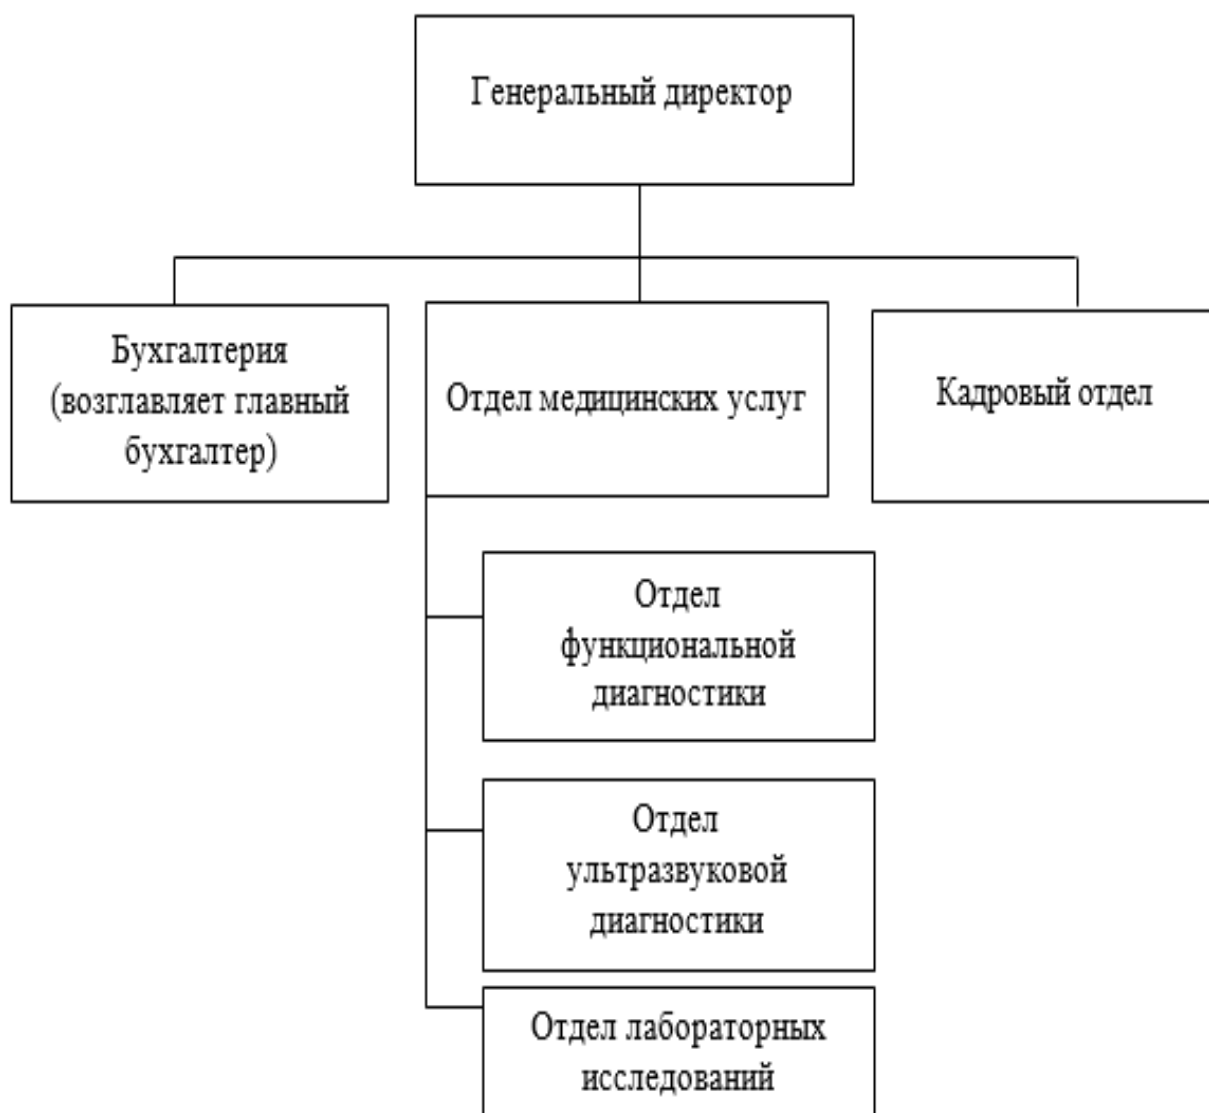 Генеральный директор
Бухгалтерия
(возглавляет главный
бухгалтер)
Отдел медицинских услуг
Кадровый отдел
Отдел
функциональной
диагностики
Отдел
ультразвуковой
диагностики
Отдел лабораторных
исследований